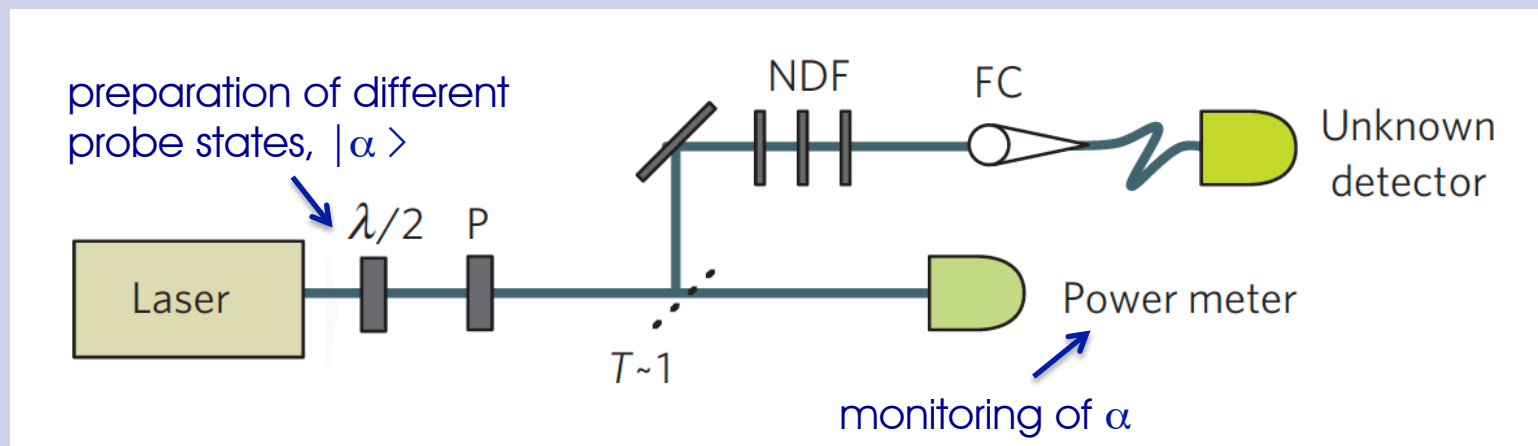 preparation of different
probe states, |α >
NDF
FC
Unknown
detector
λ/2
P
Laser
Power meter
T~1
monitoring of α